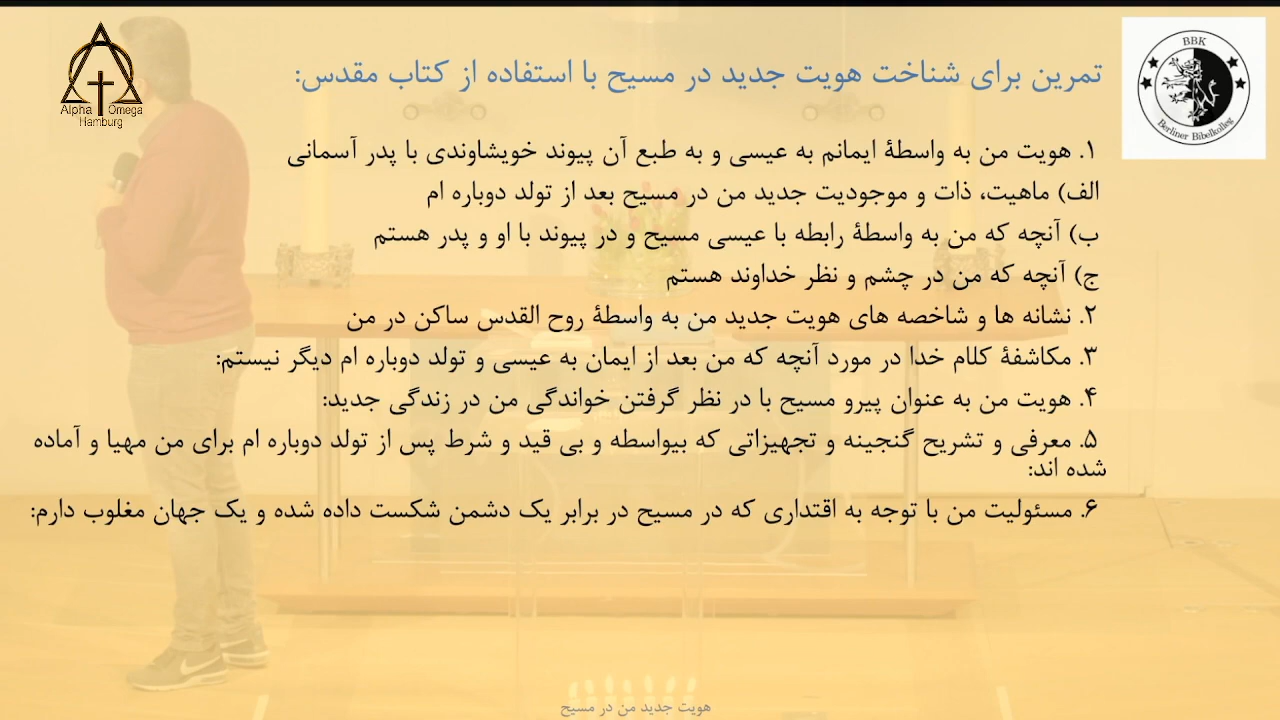 Alpha Omega
Hamburg
BBK
Berliner Bibelkolleg
تمرین برای شناخت هویت جدید در مسیح با استفاده از کتاب مقدس:
۱. هویت من به واسطهٔ ایمانم به عیسی و به طبع آن پیوند خویشاوندی با پدر آسمانی
الف) ماهیت، ذات و موجودیت جدید من در مسیح بعد از تولد دوباره ام
ب) آنچه که من به واسطهٔ رابطه با عیسی مسیح و در پیوند با او و پدر هستم
ج) آنچه که من در چشم و نظر خداوند هستم
۲. نشانه ها و شاخصه های هویت جدید من به واسطهٔ روح القدس ساکن در من
۳. مکاشفهٔ کلام خدا در مورد آنچه که من بعد از ایمان به عیسی و تولد دوباره ام دیگر نیستم:
۴. هویت من به عنوان پیرو مسیح با در نظر گرفتن خواندگی من در زندگی جدید:
۵. معرفی و تشریح گنجینه و تجهیزاتی که بیواسطه و بی قید و شرط پس از تولد دوباره ام برای من مهیا و آماده
شده اند:
۶. مسئولیت من با توجه به اقتداری که در مسیح در برابر یک دشمن شکست داده شده و یک جهان مغلوب دارم:
هویت جدید من در مسیح